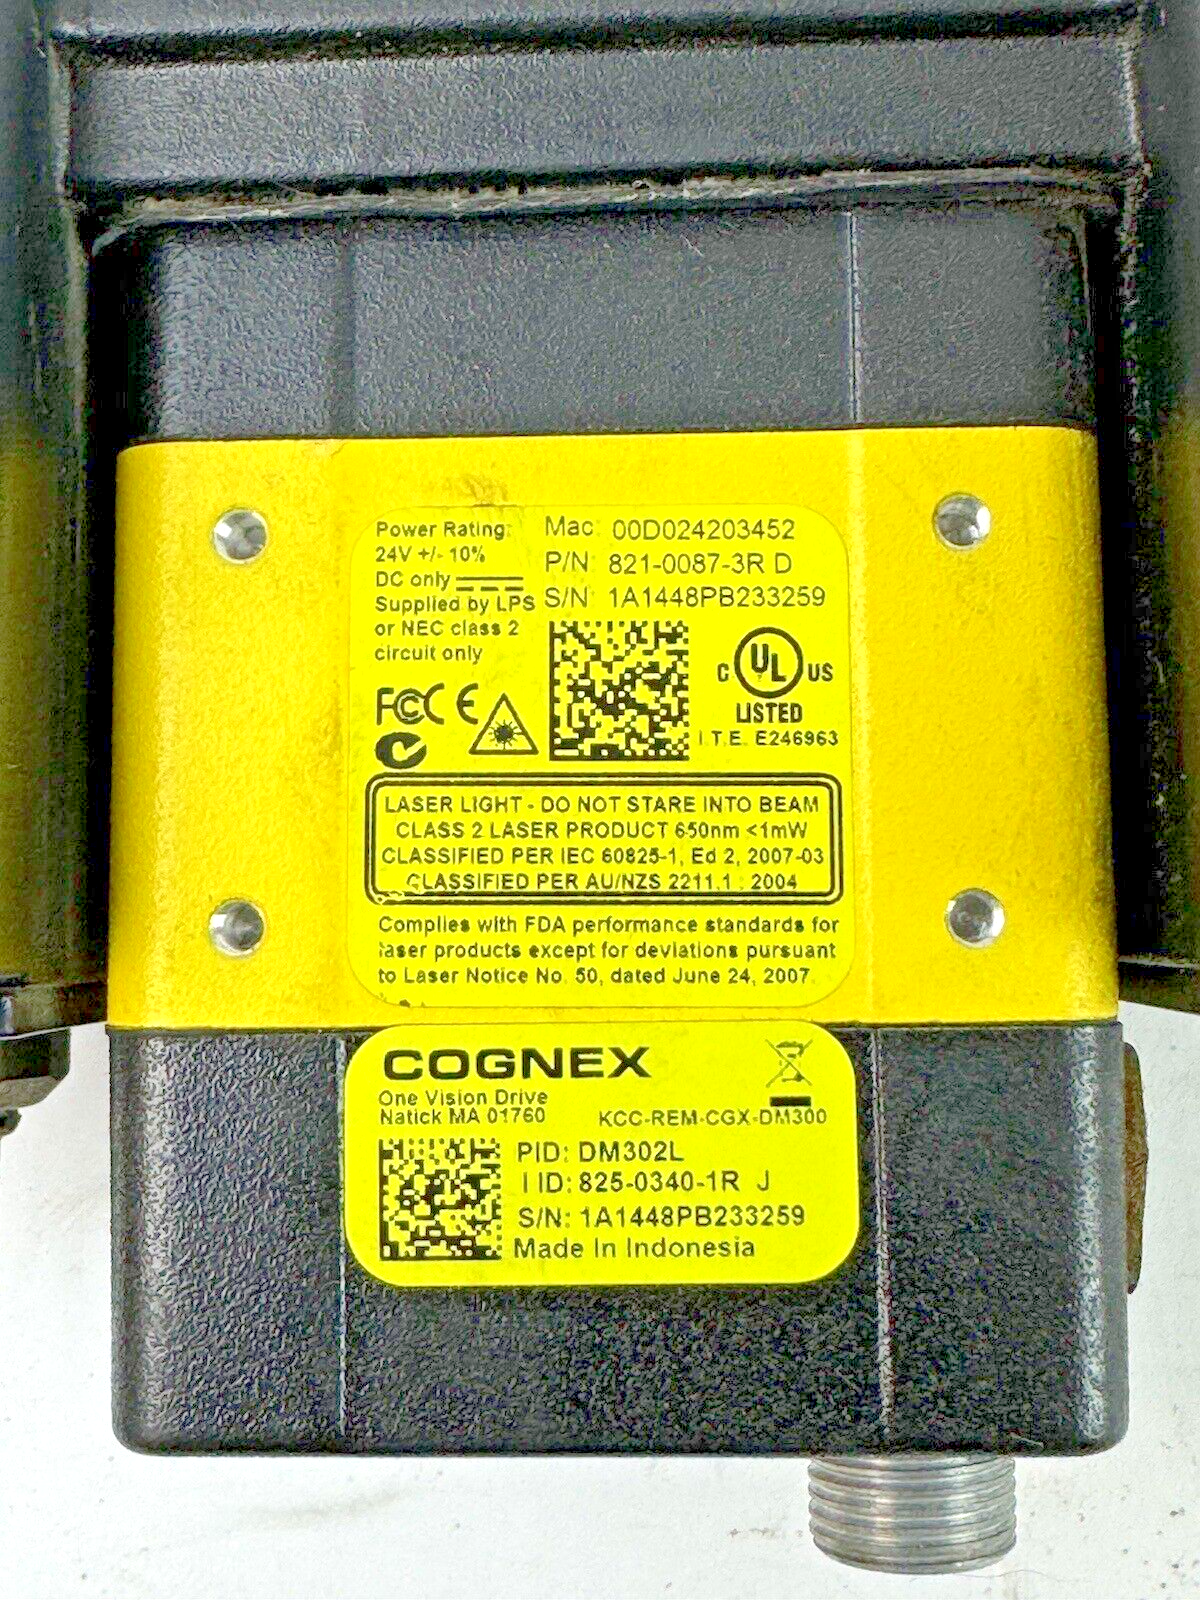 Power Rating:
24V +/- 10%
DC only
Supplied by LPS
or NEC class 2
circuit only
Mac: 00D024203452
P/N: 821-0087-3R D
S/N: 1A1448PB233259
FCC CE
C UL US
LISTED
I.T.E. E246963
LASER LIGHT - DO NOT STARE INTO BEAM
CLASS 2 LASER PRODUCT 650nm <1mW
CLASSIFIED PER IEC 60825-1, Ed 2, 2007-03
CLASSIFIED PER AU/NZS 2211.1 : 2004
Complies with FDA performance standards for
laser products except for deviations pursuant
to Laser Notice No. 50, dated June 24, 2007.
COGNEX
One Vision Drive
Natick MA 01760
KCC-REM-CGX-DM300
PID: DM302L
IID: 825-0340-1R J
S/N: 1A1448PB233259
Made In Indonesia